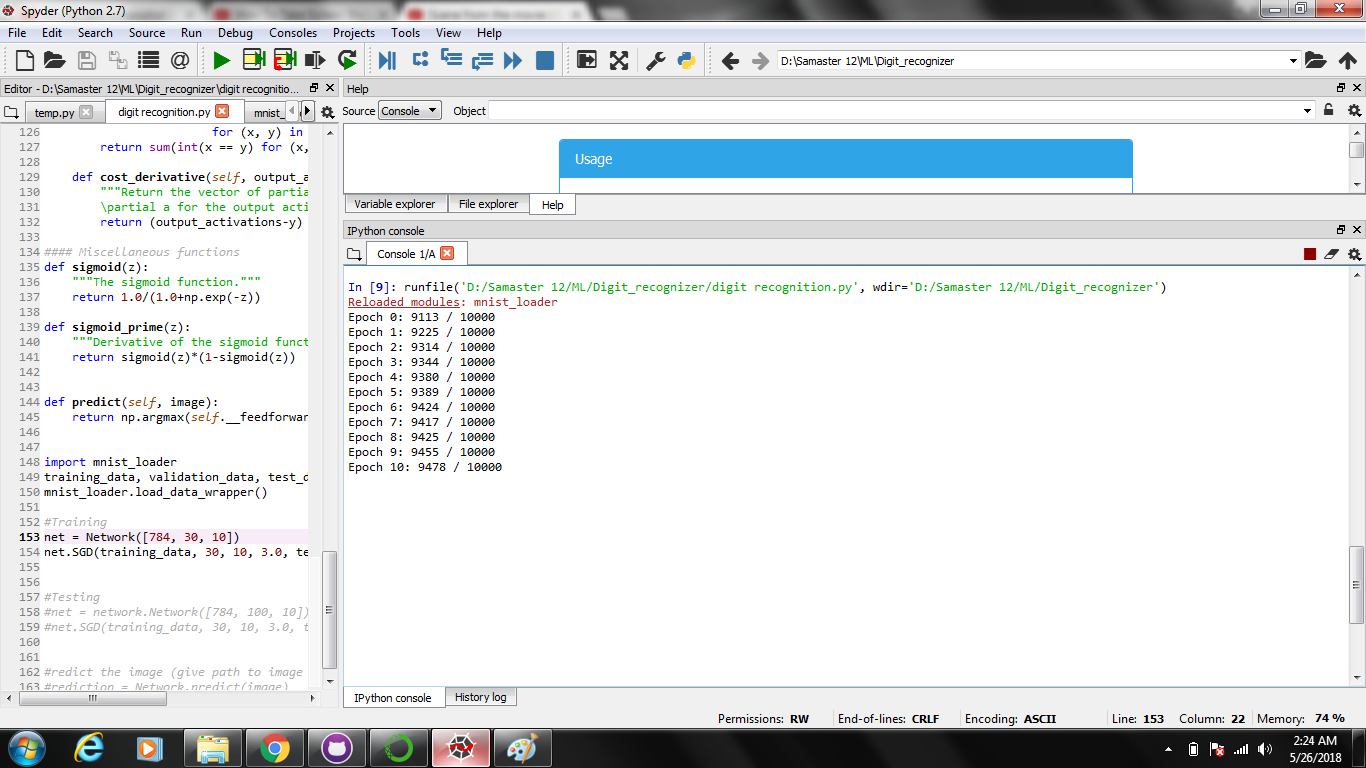 Spyder (Python 2.7)
File Edit Search Source Run Debug Consoles Projects Tools View Help
D:\Samaster 12\ML\Digit_recognizer
Editor - D:\Samaster 12\ML\Digit_recognizer\digit recognitio...
temp.py digit recognition.py mnist_
126 for (x, y) in
127 return sum(int(x == y) for (x,
128
129 def cost_derivative(self, output_a
130 """Return the vector of partia
131 \partial a for the output acti
132 return (output_activations-y)
133
134 #### Miscellaneous functions
135 def sigmoid(z):
136 """The sigmoid function."""
137 return 1.0/(1.0+np.exp(-z))
138
139 def sigmoid_prime(z):
140 """Derivative of the sigmoid funct
141 return sigmoid(z)*(1-sigmoid(z))
142
143
144 def predict(self, image):
145 return np.argmax(self.__feedforwar
146
147
148 import mnist_loader
149 training_data, validation_data, test_d
150 mnist_loader.load_data_wrapper()
151
152 #Training
153 net = Network([784, 30, 10])
154 net.SGD(training_data, 30, 10, 3.0, te
155
156
157 #Testing
158 #net = network.Network([784, 100, 10])
159 #net.SGD(training_data, 30, 10, 3.0, t
160
161
162 #redict the image (give path to image
163 #rediction = Network.predict(image)
Help
Source Console Object
Usage
Variable explorer File explorer Help
IPython console
Console 1/A
In [9]: runfile('D:/Samaster 12/ML/Digit_recognizer/digit recognition.py', wdir='D:/Samaster 12/ML/Digit_recognizer')
Reloaded modules: mnist_loader
Epoch 0: 9113 / 10000
Epoch 1: 9225 / 10000
Epoch 2: 9314 / 10000
Epoch 3: 9344 / 10000
Epoch 4: 9380 / 10000
Epoch 5: 9389 / 10000
Epoch 6: 9424 / 10000
Epoch 7: 9417 / 10000
Epoch 8: 9425 / 10000
Epoch 9: 9455 / 10000
Epoch 10: 9478 / 10000
IPython console History log
Permissions: RW End-of-lines: CRLF Encoding: ASCII Line: 153 Column: 22 Memory: 74 %
2:24 AM
5/26/2018